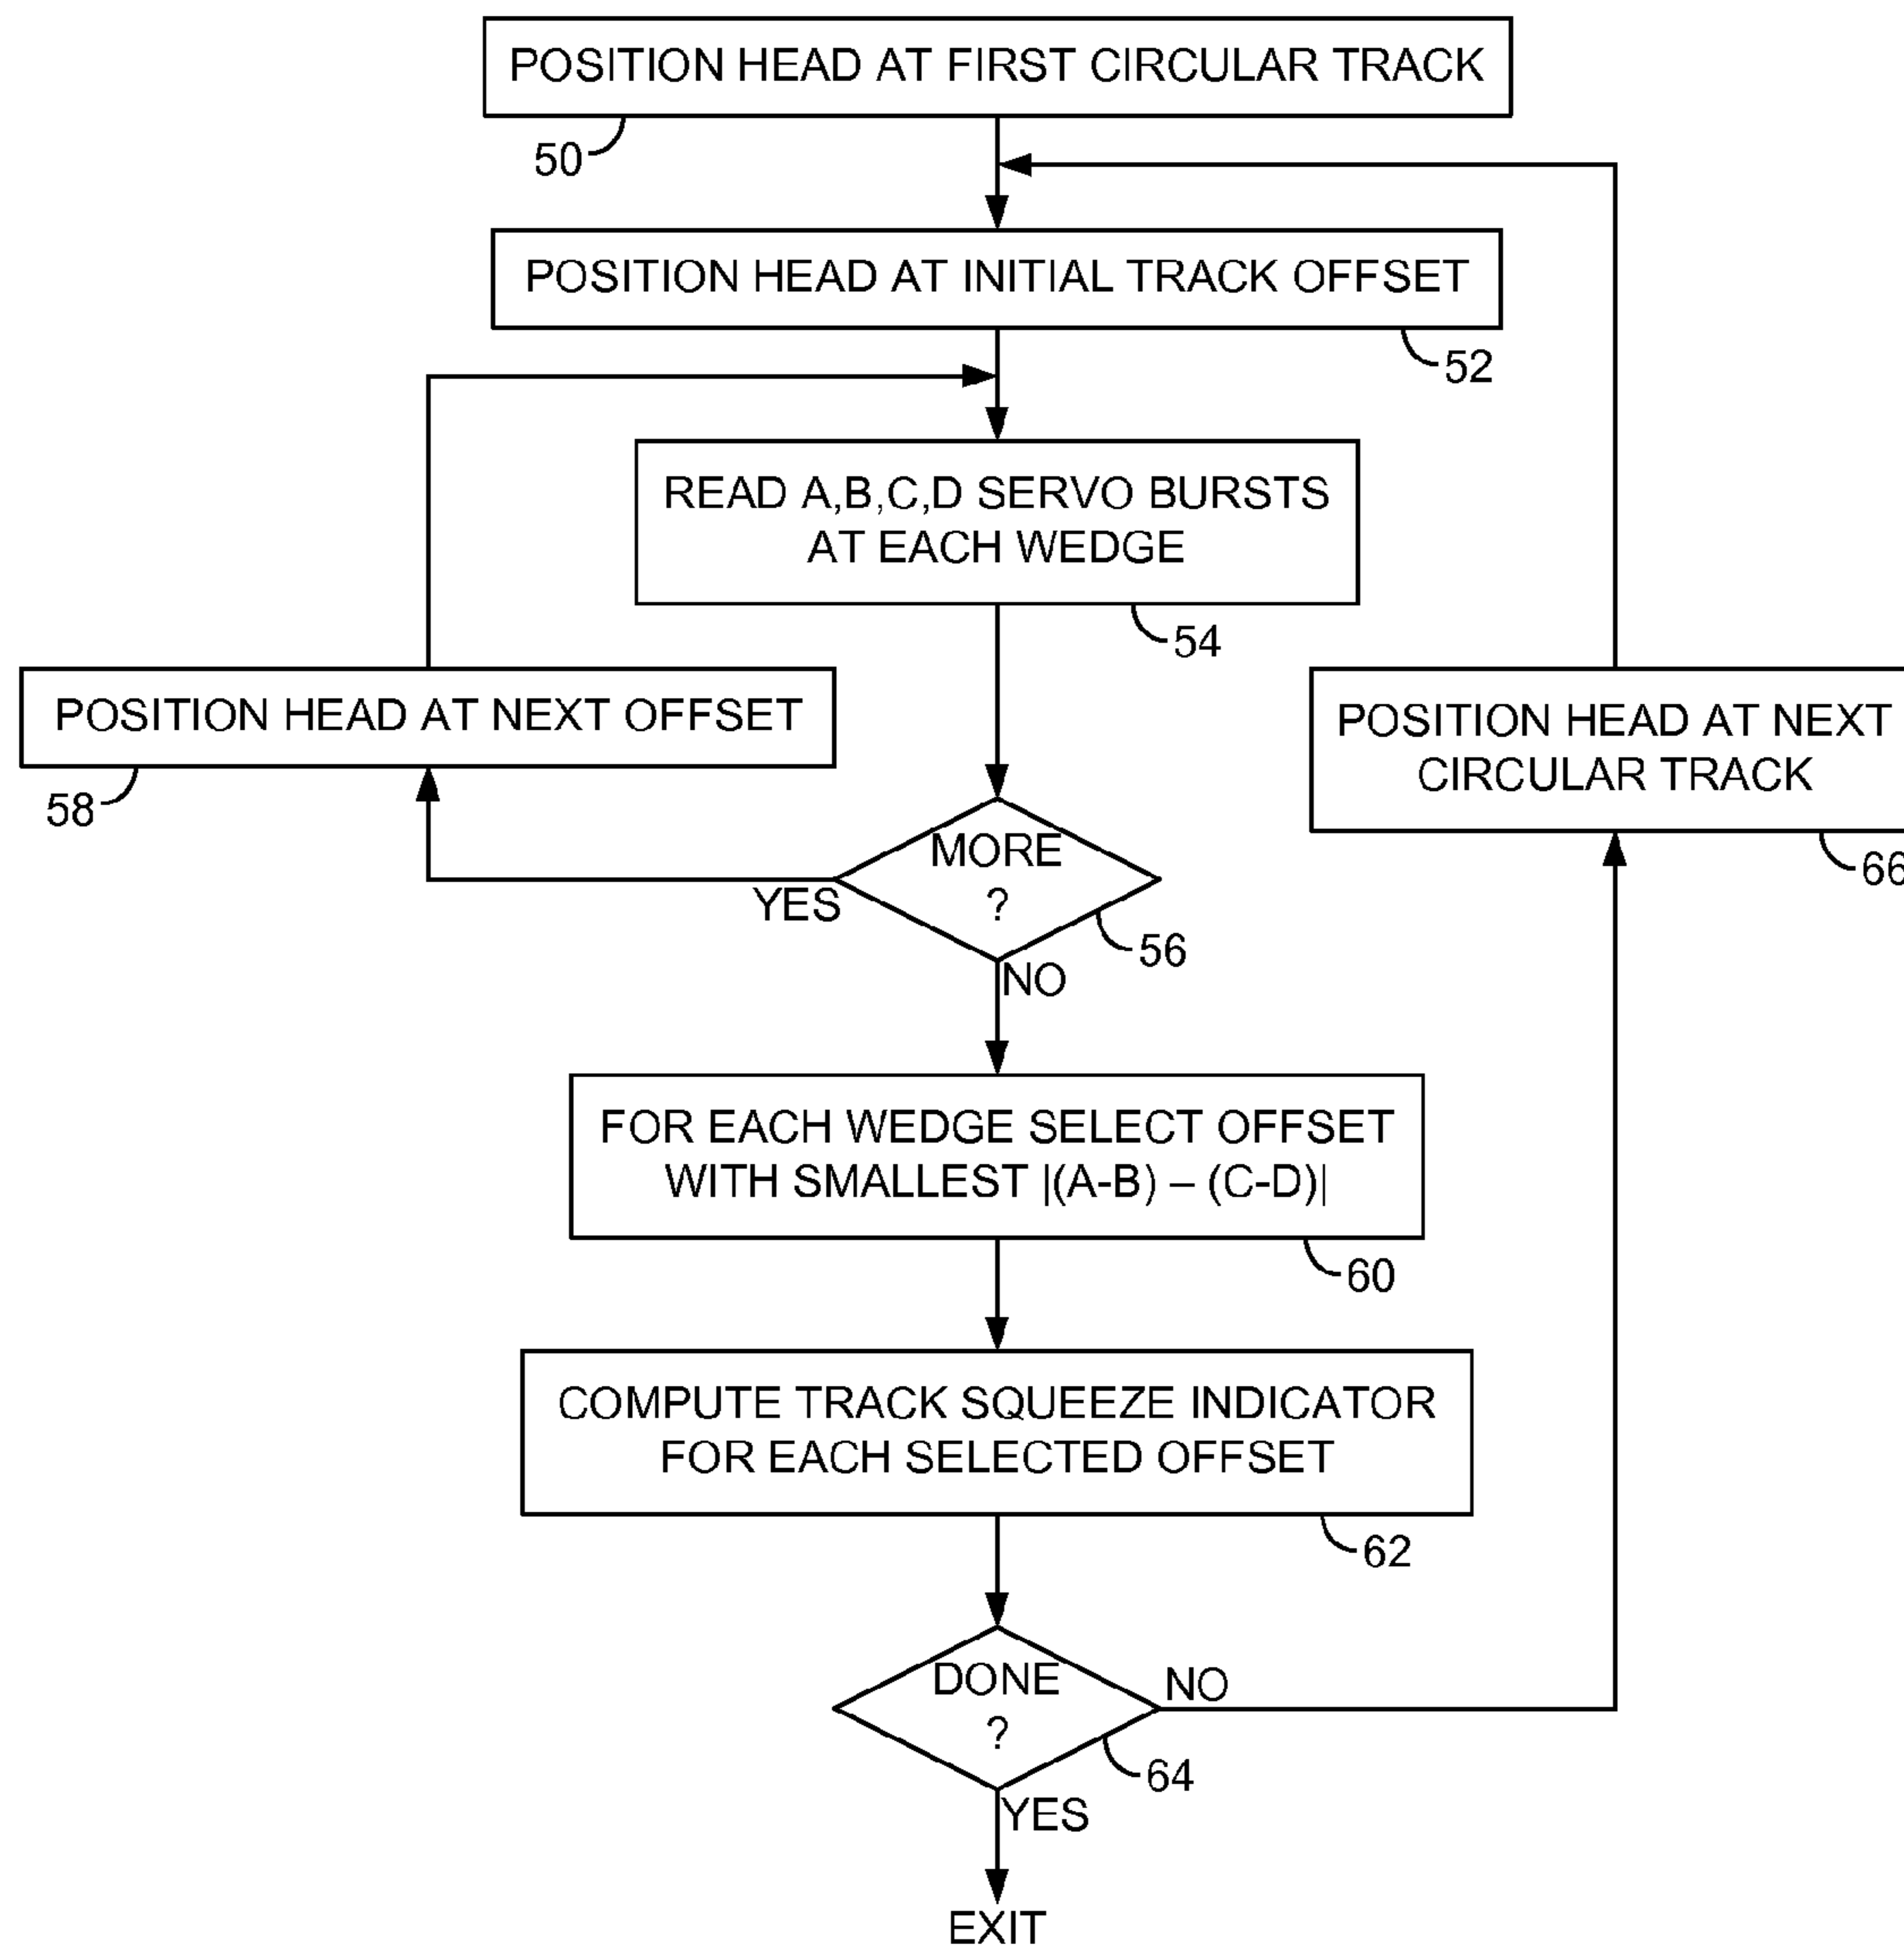 POSITION HEAD AT FIRST CIRCULAR TRACK
50
POSITION HEAD AT INITIAL TRACK OFFSET
52
READ A,B,C,D SERVO BURSTS
AT EACH WEDGE
54
POSITION HEAD AT NEXT OFFSET
58
POSITION HEAD AT NEXT
CIRCULAR TRACK
66
MORE
?
YES
56
NO
FOR EACH WEDGE SELECT OFFSET
WITH SMALLEST |(A-B) – (C-D)|
60
COMPUTE TRACK SQUEEZE INDICATOR
FOR EACH SELECTED OFFSET
62
DONE
?
NO
64
YES
EXIT